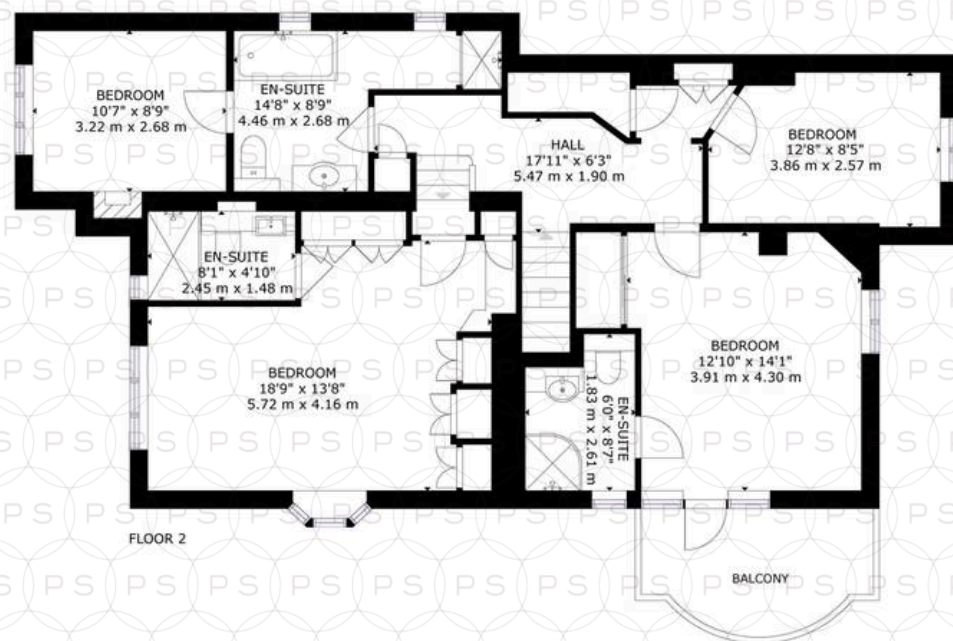 BEDROOM
10'7" x 8'9"
3.22 m x 2.68 m
EN-SUITE
14'8" x 8'9"
4.46 m x 2.68 m
HALL
17'11" x 6'3"
5.47 m x 1.90 m
BEDROOM
12'8" x 8'5"
3.86 m x 2.57 m
EN-SUITE
8'1" x 4'10"
2.45 m x 1.48 m
BEDROOM
18'9" x 13'8"
5.72 m x 4.16 m
BEDROOM
12'10" x 14'1"
3.91 m x 4.30 m
EN-SUITE
6'0" x 8'7"
1.83 m x 2.61 m
FLOOR 2
BALCONY